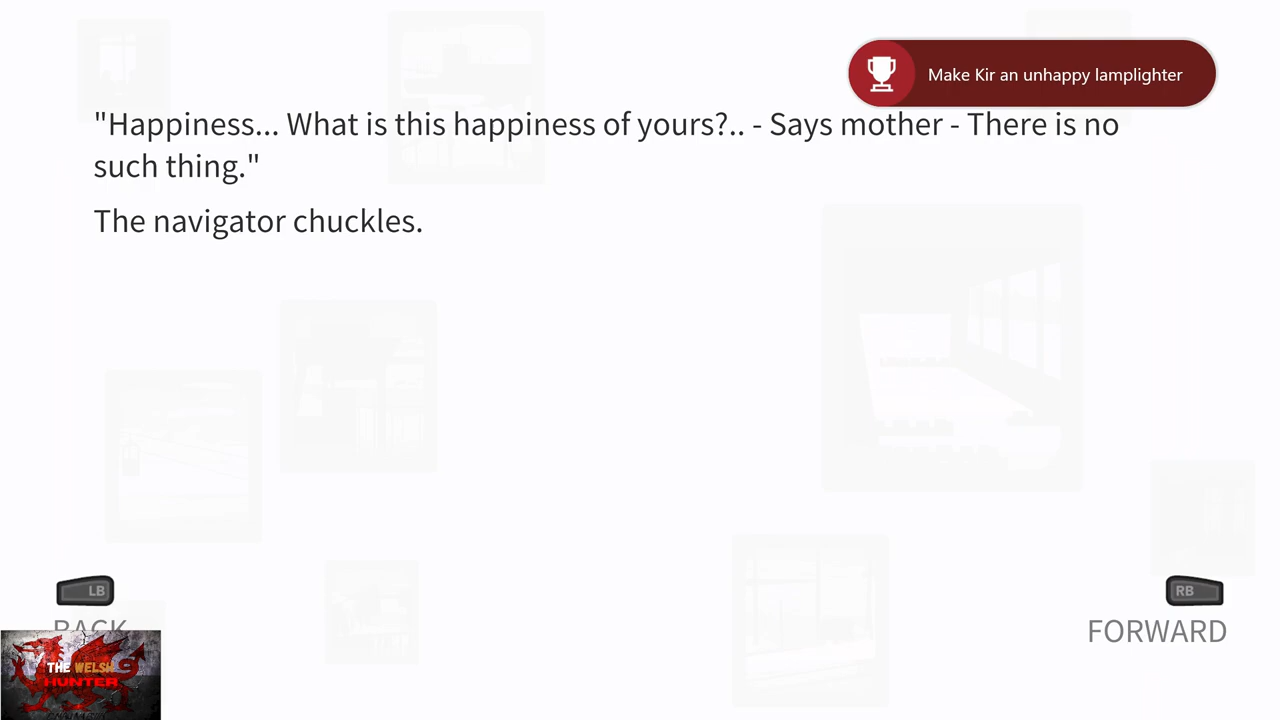 Make Kir an unhappy lamplighter
"Happiness... What is this happiness of yours?.. - Says mother - There is no
such thing."
The navigator chuckles.
LB
RB
BACK
FORWARD
THE WELSH
HUNTER